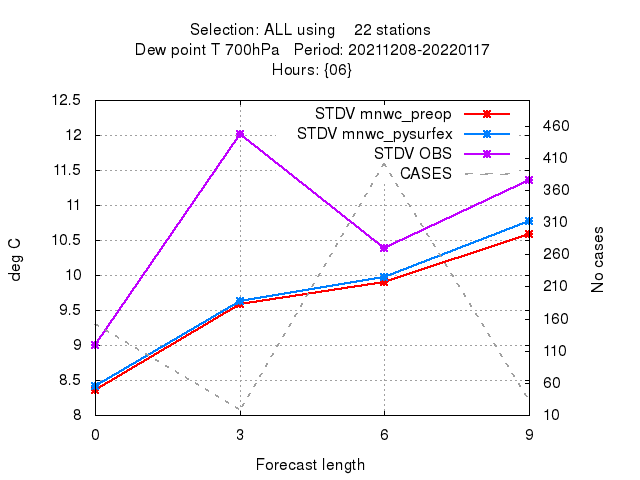 Selection: ALL using    22 stations
Dew point T 700hPa   Period: 20211208-20220117
Hours: {06}
STDV mnwc_preop
STDV mnwc_pysurfex
STDV OBS
CASES
12.5
12
11.5
11
10.5
10
9.5
9
8.5
8
deg C
460
410
360
310
260
210
160
110
60
10
No cases
0 3 6 9
Forecast length